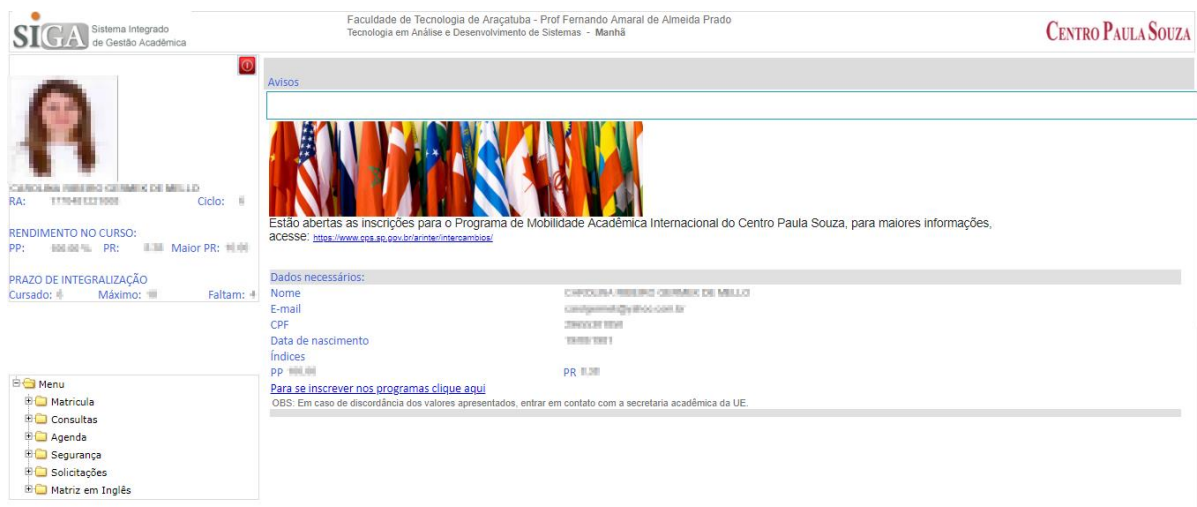 SIGA Sistema Integrado
de Gestão Acadêmica
Faculdade de Tecnologia de Araçatuba - Prof Fernando Amaral de Almeida Prado
Tecnologia em Análise e Desenvolvimento de Sistemas - Manhã
CENTRO PAULA SOUZA
RA: Ciclo:
RENDIMENTO NO CURSO:
PP: PR: Maior PR:
PRAZO DE INTEGRALIZAÇÃO
Cursado: Máximo: Faltam:
Menu
Matricula
Consultas
Agenda
Segurança
Solicitações
Matriz em Inglês
Avisos
Estão abertas as inscrições para o Programa de Mobilidade Acadêmica Internacional do Centro Paula Souza, para maiores informações,
acesse: https://www.cps.sp.gov.br/arinter/intercambios/
Dados necessários:
Nome
E-mail
CPF
Data de nascimento
Índices
PP PR
Para se inscrever nos programas clique aqui
OBS: Em caso de discordância dos valores apresentados, entrar em contato com a secretaria acadêmica da UE.